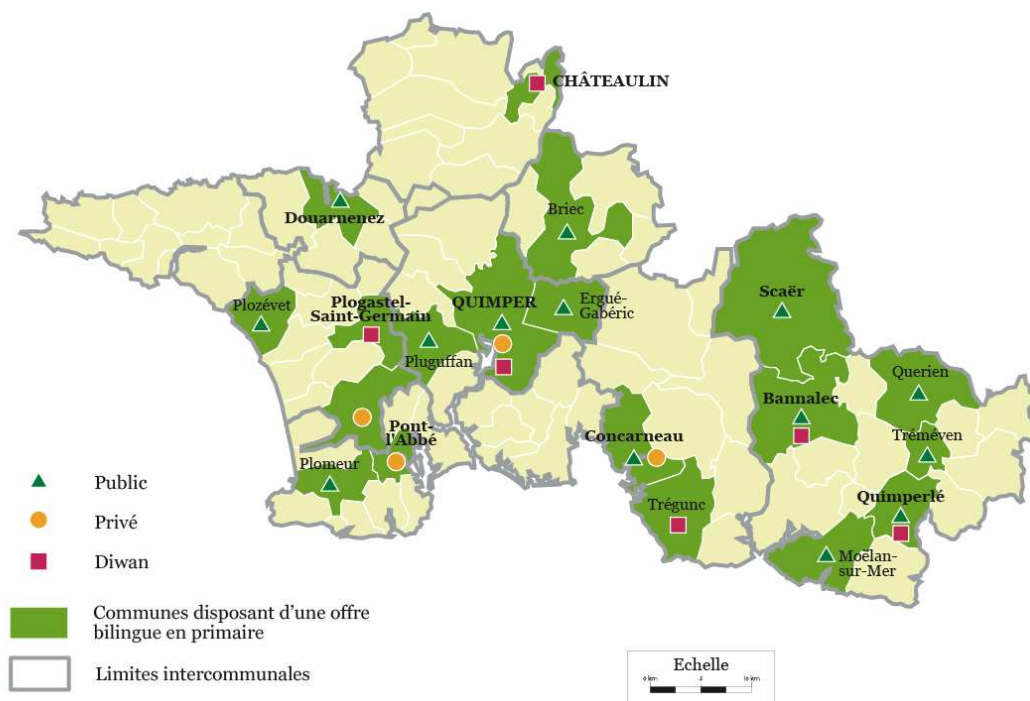 CHÂTEAULIN
Briec
Douarnenez
Plozévet
Plogastel-
Saint-Germain
QUIMPER
Ergué-
Gabéric
Scaër
Pluguffan
Querien
Bannalec
Pont-
l'Abbé
Concarneau
Tréméven
Plomeur
Trégunc
Quimperlé
Moëlan-
sur-Mer
Public
Privé
Diwan
Communes disposant d'une offre
bilingue en primaire
Limites intercommunales
Echelle